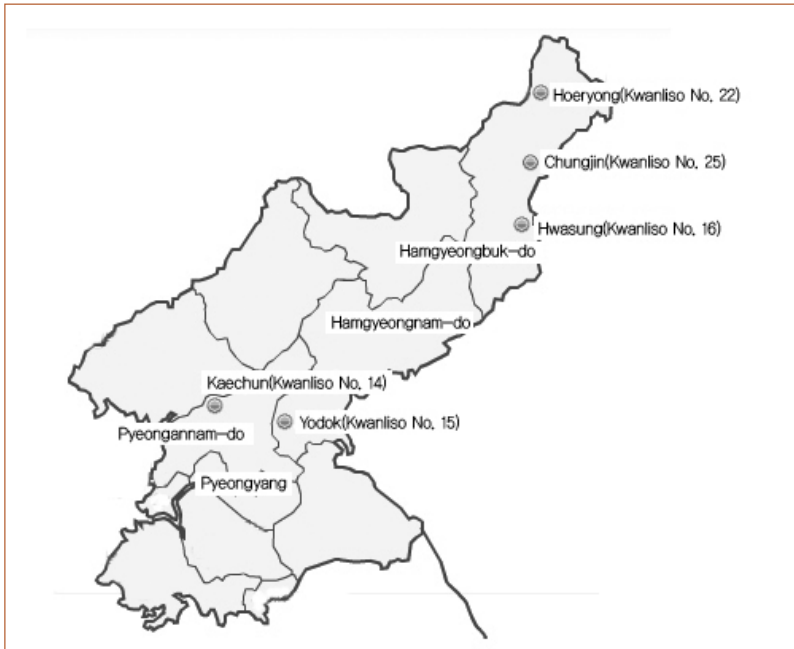 Hoeryong(Kwanliso No. 22)
Chungjin(Kwanliso No. 25)
Hwasung(Kwanliso No. 16)
Hamgyeongbuk-do
Hamgyeongnam-do
Kaechun(Kwanliso No. 14)
Yodok(Kwanliso No. 15)
Pyeongannam-do
Pyeongyang